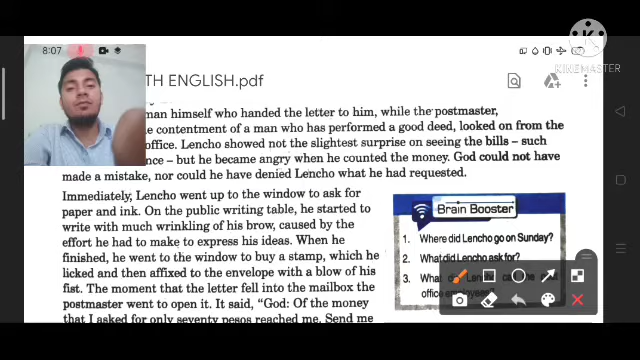 8:07
KINEMASTER
TH ENGLISH.pdf
man himself who handed the letter to him, while the postmaster,
the contentment of a man who has performed a good deed, looked on from the
office. Lencho showed not the slightest surprise on seeing the bills – such
nce – but he became angry when he counted the money. God could not have
made a mistake, nor could he have denied Lencho what he had requested.
Immediately, Lencho went up to the window to ask for
paper and ink. On the public writing table, he started to
write with much wrinkling of his brow, caused by the
effort he had to make to express his ideas. When he
finished, he went to the window to buy a stamp, which he
licked and then affixed to the envelope with a blow of his
fist. The moment that the letter fell into the mailbox the
postmaster went to open it. It said, “God: Of the money
that I asked for only seventy pesos reached me. Send me
Brain Booster
1. Where did Lencho go on Sunday?
2. What did Lencho ask for?
3. What did Lencho call the
office employees?